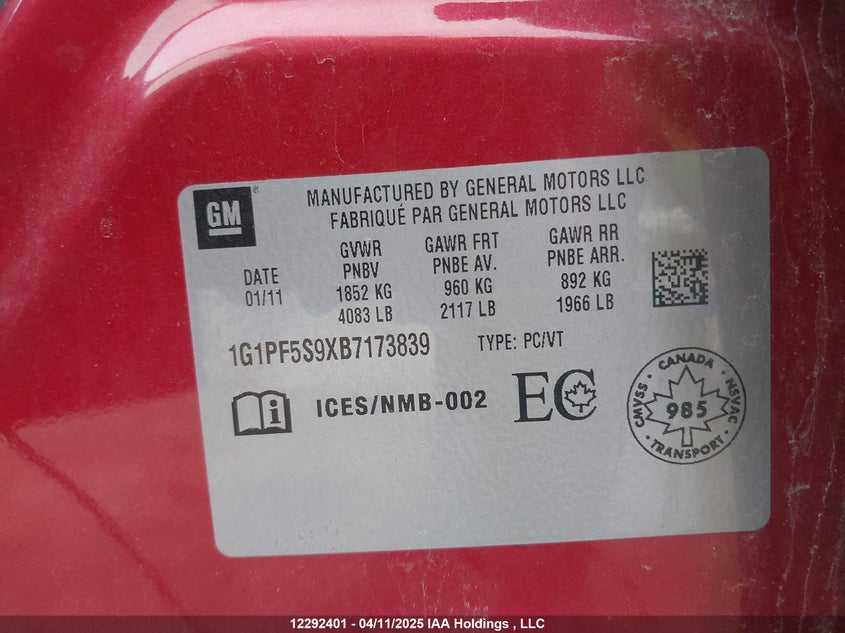 GM
MANUFACTURED BY GENERAL MOTORS LLC
FABRIQUÉ PAR GENERAL MOTORS LLC
DATE
01/11
GVWR
PNBV
1852 KG
4083 LB
GAWR FRT
PNBE AV.
960 KG
2117 LB
GAWR RR
PNBE ARR.
892 KG
1966 LB
1G1PF5S9XB7173839 TYPE: PC/VT
ICES/NMB-002 EC
CANADA
CMVSS
985
NSVAC
TRANSPORT
12292401 - 04/11/2025 IAA Holdings , LLC